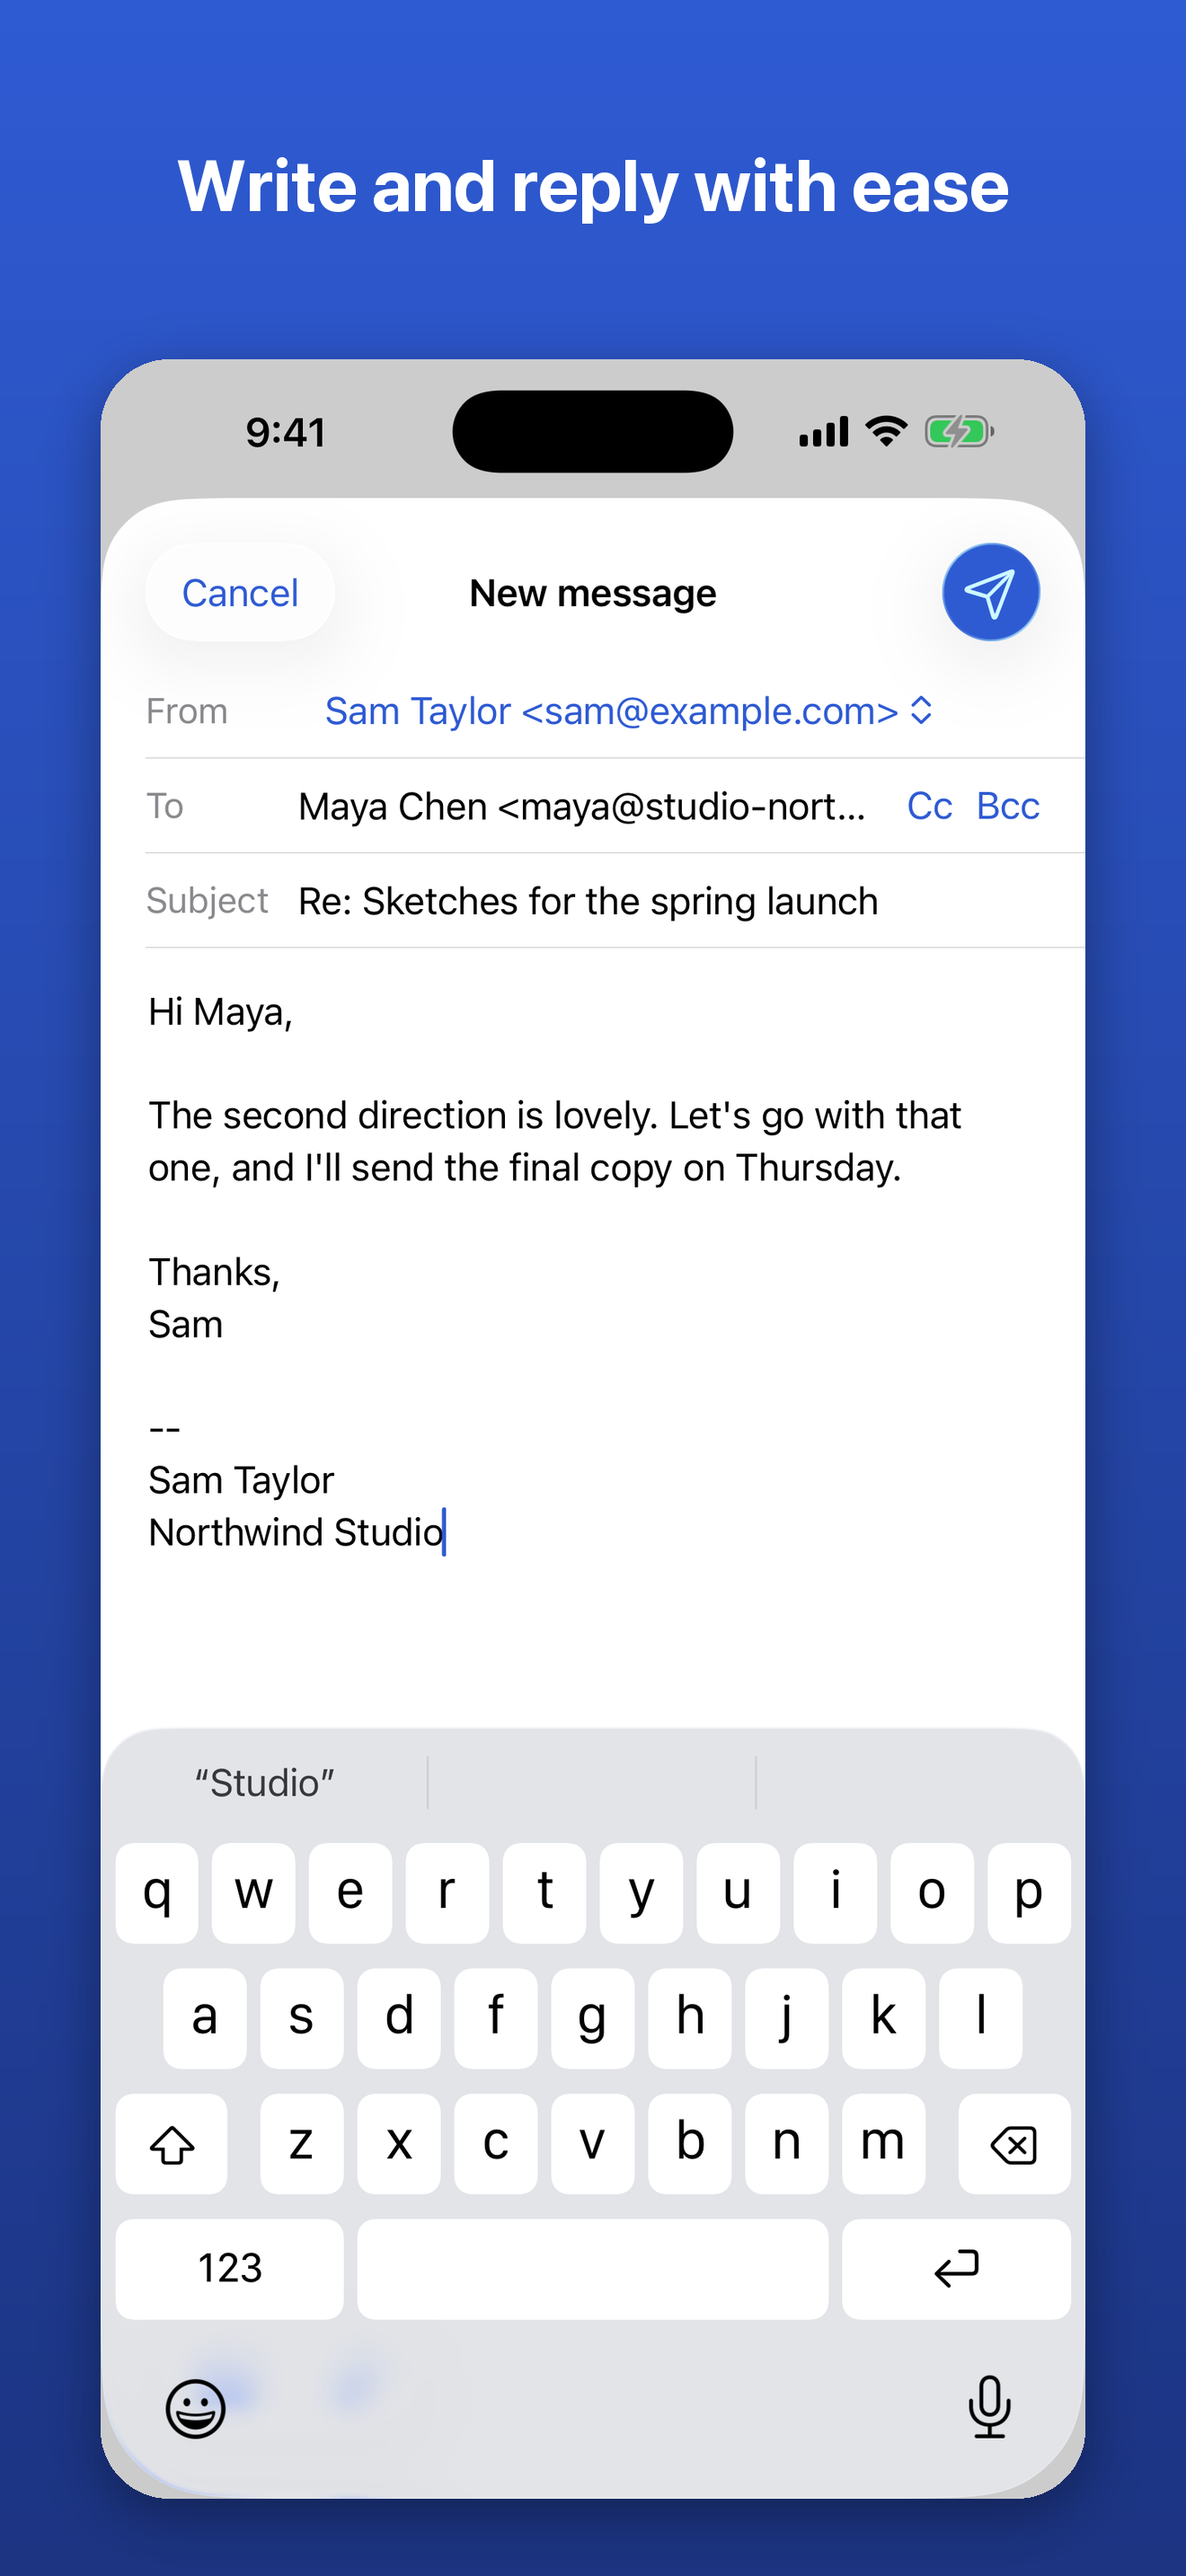 Write and reply with ease
9:41
Cancel
New message
From
Sam Taylor <sam@example.com>
To
Maya Chen <maya@studio-nort...
Cc
Bcc
Subject
Re: Sketches for the spring launch
Hi Maya,
The second direction is lovely. Let's go with that
one, and I'll send the final copy on Thursday.
Thanks,
Sam
--
Sam Taylor
Northwind Studio
“Studio”
q w e r t y u i o p
a s d f g h j k l
z x c v b n m
123